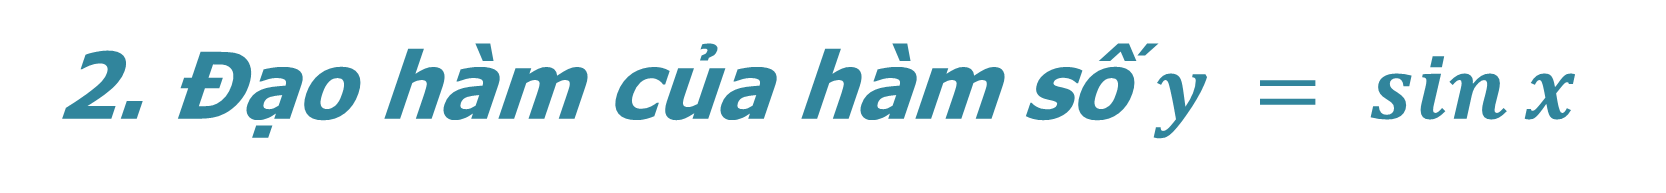 2. Đạo hàm của hàm số y = sin x